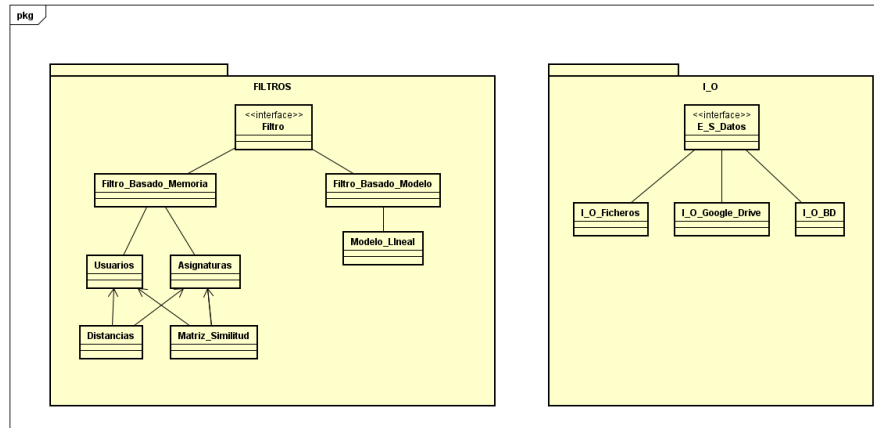 pkg
FILTROS
<<interface>>
Filtro
Filtro_Basado_Memoria
Filtro_Basado_Modelo
Modelo_LIneal
Usuarios
Asignaturas
Distancias
Matriz_Similitud
I_O
<<interface>>
E_S_Datos
I_O_Ficheros
I_O_Google_Drive
I_O_BD